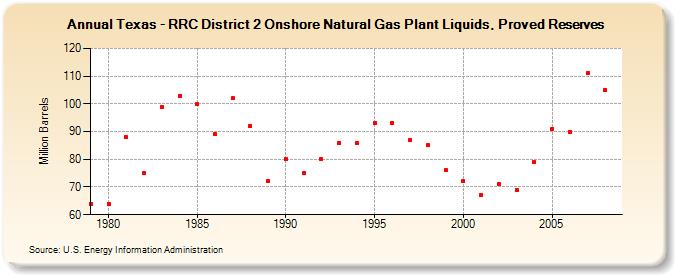 Annual Texas - RRC District 2 Onshore Natural Gas Plant Liquids, Proved Reserves
Million Barrels
120
110
100
90
80
70
60
1980 1985 1990 1995 2000 2005
Source: U.S. Energy Information Administration